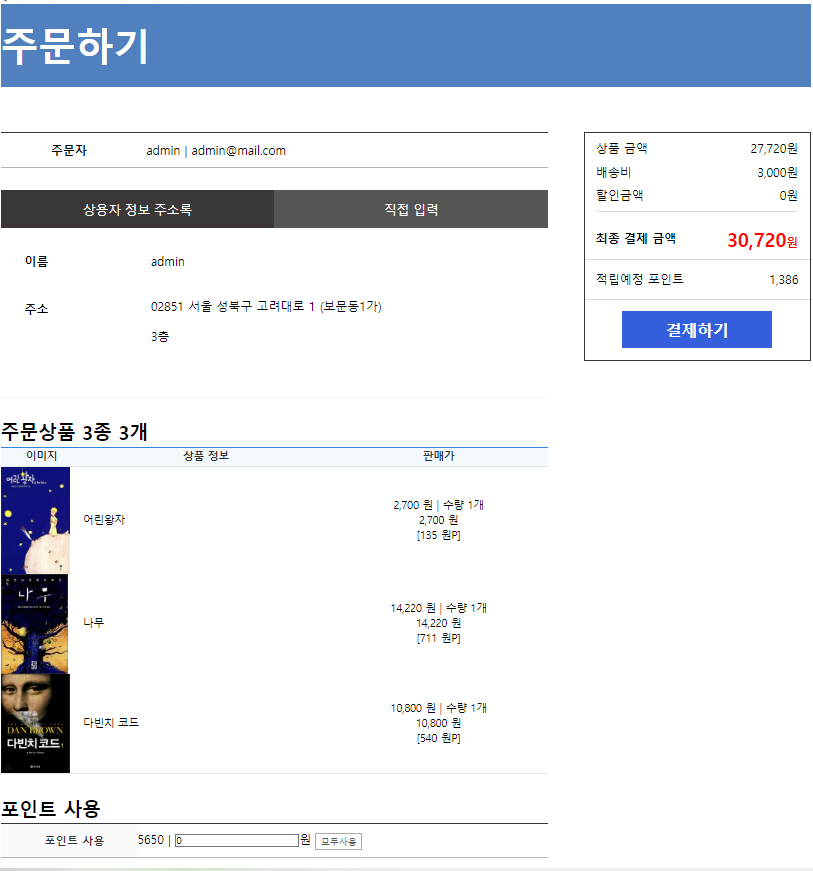 주문하기
주문자 admin | admin@mail.com
상용자 정보 주소록 직접 입력
이름 admin
주소 02851 서울 성북구 고려대로 1 (보문동1가)
3층
상품 금액 27,720원
배송비 3,000원
할인금액 0원
최종 결제 금액 30,720원
적립예정 포인트 1,386
결제하기
주문상품 3종 3개
이미지 상품 정보 판매가
어린왕자
어린왕자
2,700 원 | 수량 1개
2,700 원
[135 원P]
나무
나무
14,220 원 | 수량 1개
14,220 원
[711 원P]
DAN BROWN
다빈치 코드 1
다빈치 코드
10,800 원 | 수량 1개
10,800 원
[540 원P]
포인트 사용
포인트 사용 5650 | 0 원 모두사용